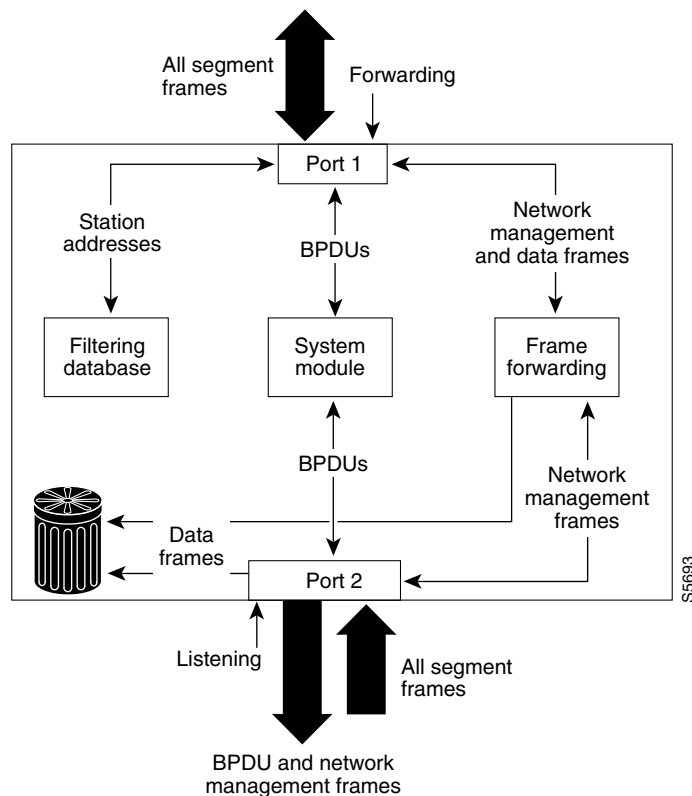 All segment
frames
Forwarding
Port 1
Station
addresses
BPDUs
Network
management
and data frames
Filtering
database
System
module
Frame
forwarding
BPDUs
Network
management
frames
Data
frames
Port 2
S5693
Listening
All segment
frames
BPDU and network
management frames